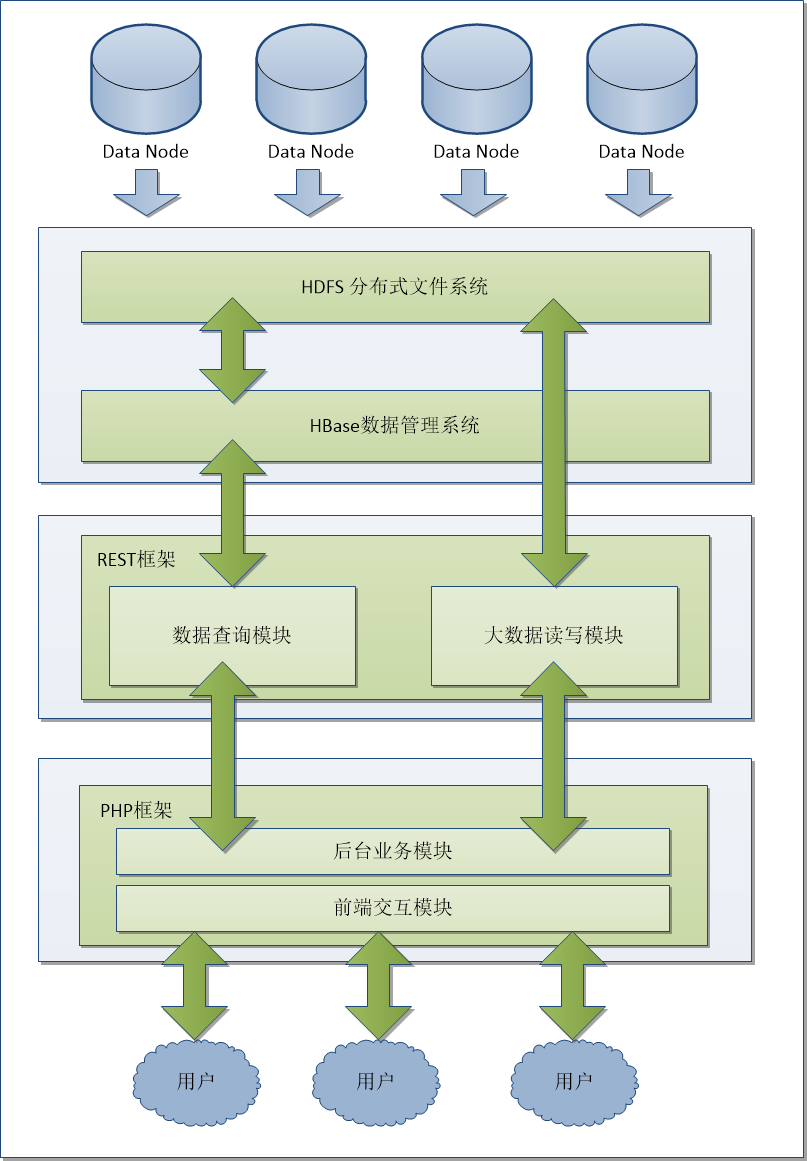 Data Node
Data Node
Data Node
Data Node
HDFS 分布式文件系统
HBase数据管理系统
REST框架
数据查询模块
大数据读写模块
PHP框架
后台业务模块
前端交互模块
用户
用户
用户